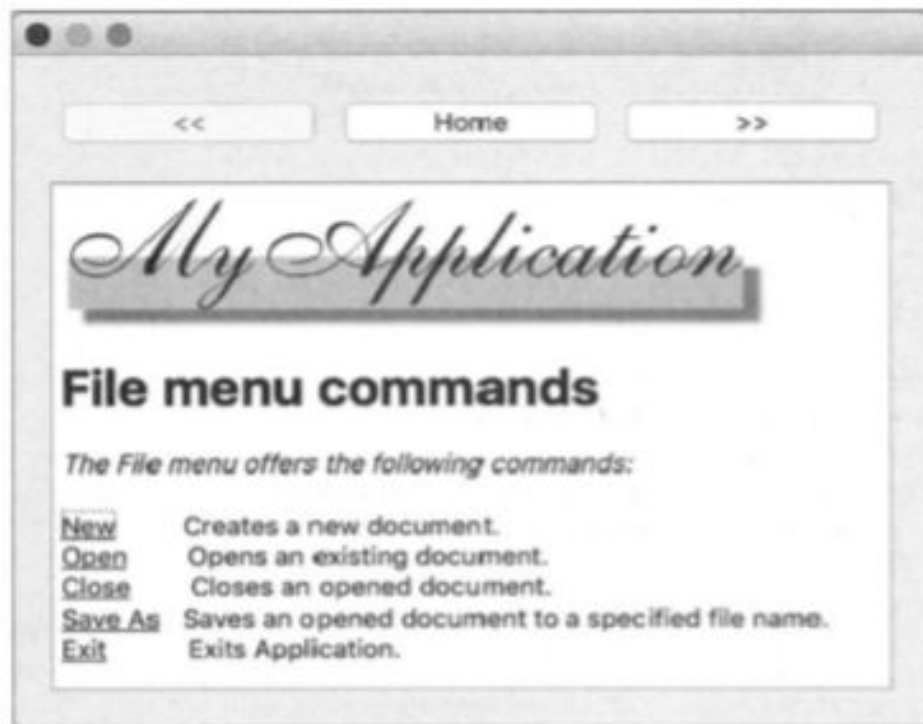 << Home >>
My Application
File menu commands
The File menu offers the following commands:
New Creates a new document.
Open Opens an existing document.
Close Closes an opened document.
Save As Saves an opened document to a specified file name.
Exit Exits Application.